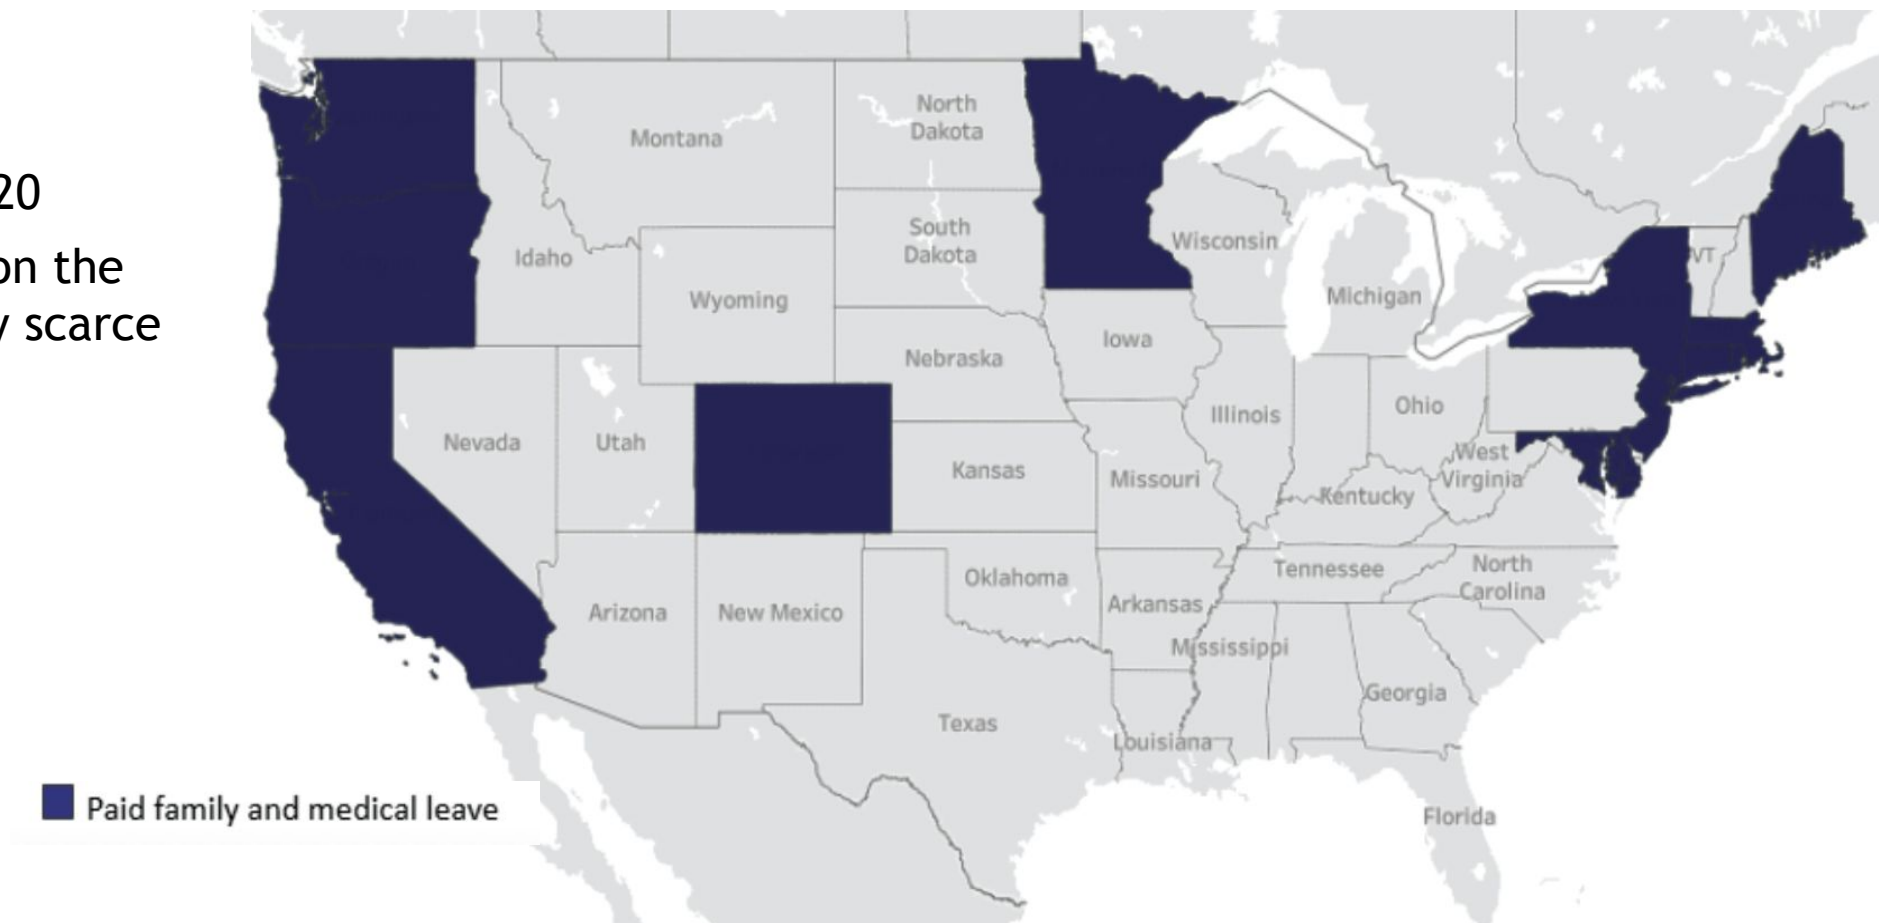 20
on the
y scarce
North
Dakota
Montana
South
Dakota
VT
Wisconsin
Idaho
Wyoming
Michigan
Iowa
Nebraska
Ohio
Illinois
Nevada
Utah
West
Virginia
Kansas
Missouri
Kentucky
North
Carolina
Tennessee
Oklahoma
Arkansas
Arizona
New Mexico
Mississippi
Georgia
Texas
Louisiana
Paid family and medical leave
Florida